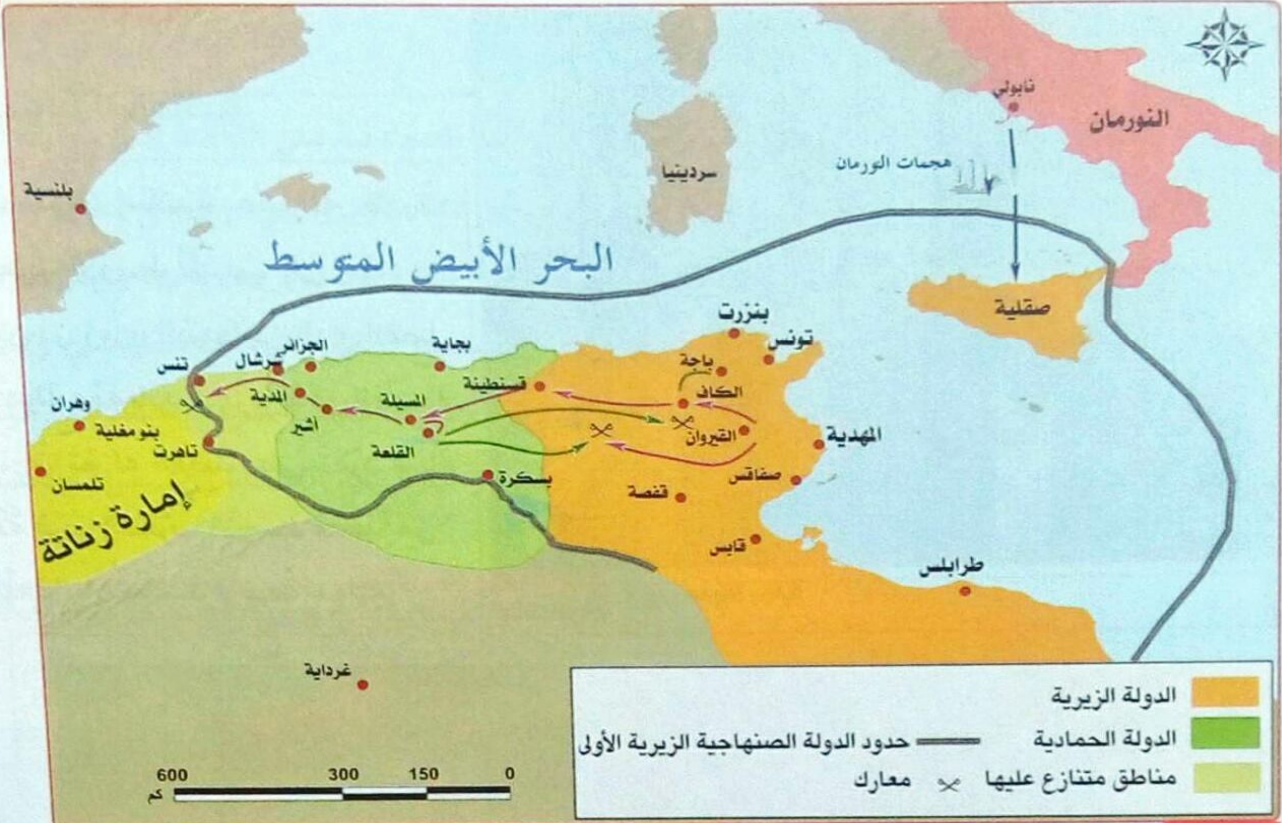 نابولي
النورمان
هجمات النورمان
سردينيا
بلنسية
البحر الأبيض المتوسط
صقلية
بنزرت
تونس
باجة
الكاف
القيروان
المهدية
صفاقس
قفصة
قابس
طرابلس
قسنطينة
بجاية
الجزائر
شرشال
تنس
المدية
أشير
المسيلة
القلعة
بسكرة
تاهرت
وهران
بنو مغلية
تلمسان
إمارة زناتة
غرداية
الدولة الزيرية
الدولة الحمادية
حدود الدولة الصنهاجية الزيرية الأولى
مناطق متنازع عليها
معارك
600 300 150 0
كم